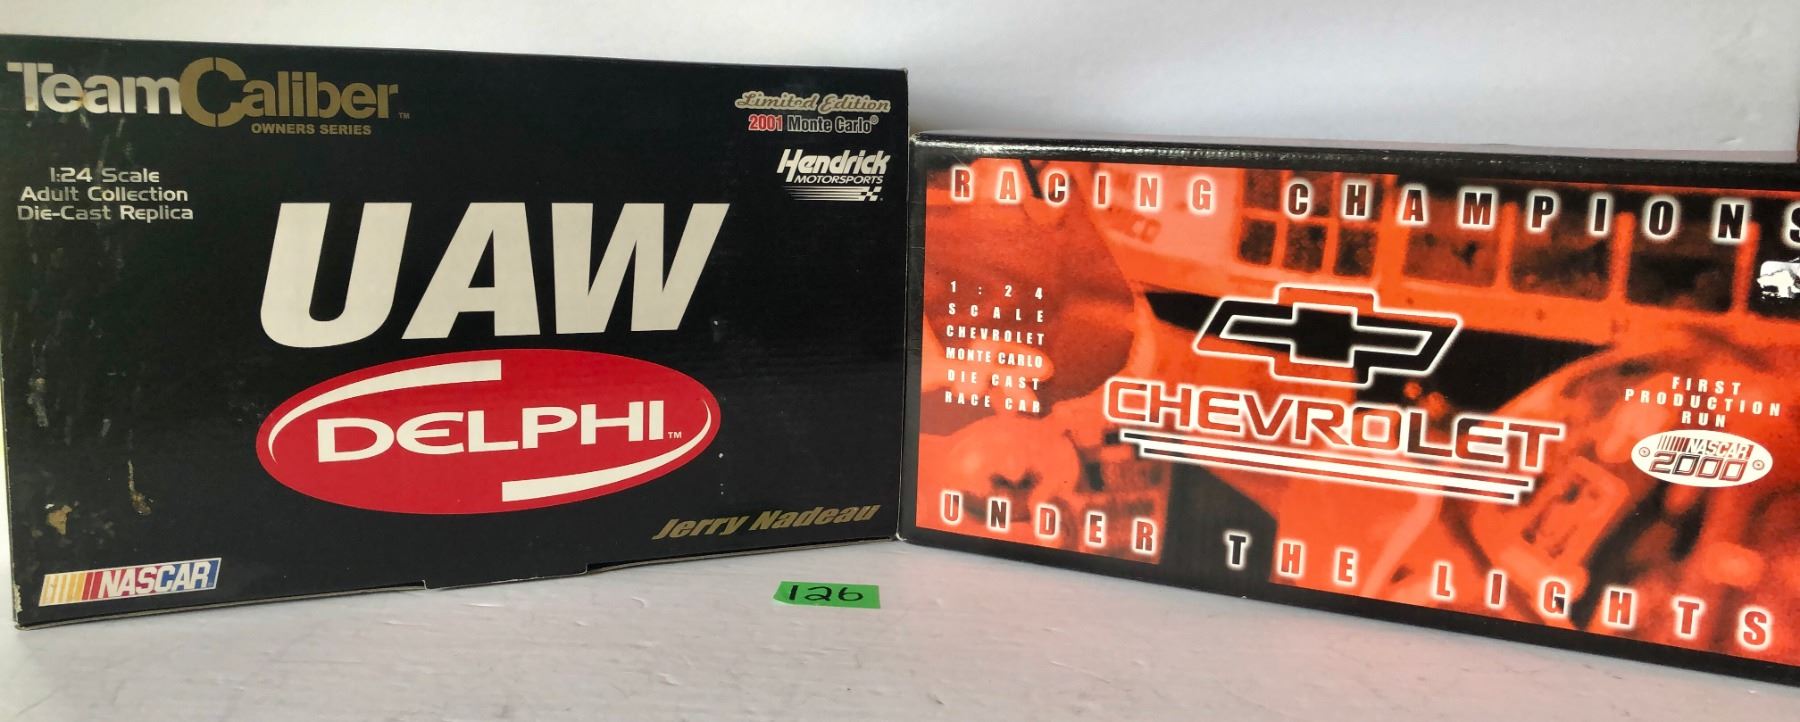 TeamCaliber™
OWNERS SERIES
1:24 Scale
Adult Collection
Die-Cast Replica
Limited Edition
2001 Monte Carlo®
Hendrick
MOTORSPORTS
UAW
DELPHI™
Jerry Nadeau
NASCAR
126
RACING CHAMPIONS
1:24
SCALE
CHEVROLET
MONTE CARLO
DIE CAST
RACE CAR
CHEVROLET
FIRST
PRODUCTION
RUN
NASCAR
2000
UNDER THE LIGHTS